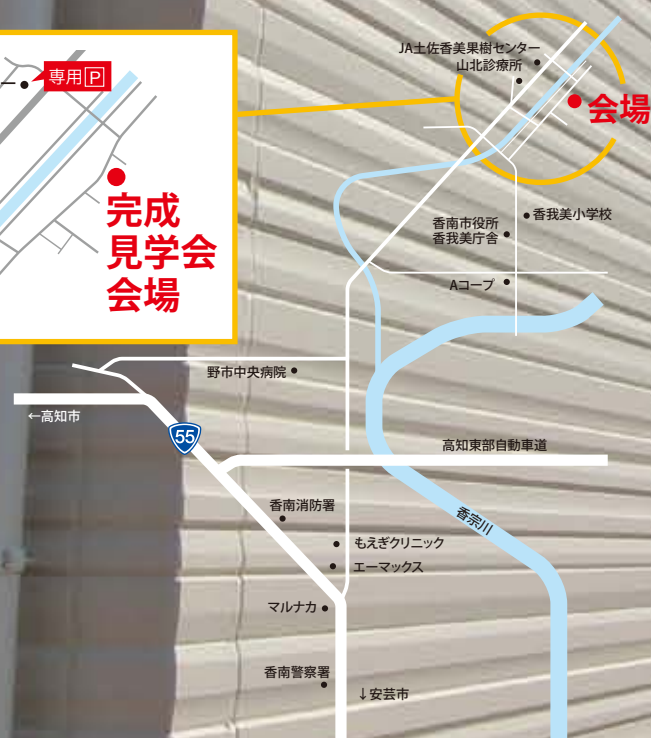 ー
専用P
完成
見学会
会場
JA土佐香美果樹センター
山北診療所
会場
香我美小学校
香南市役所
香我美庁舎
Aコープ
野市中央病院
←高知市
55
高知東部自動車道
香南消防署
香宗川
もえぎクリニック
エーマックス
マルナカ
香南警察署
↓安芸市